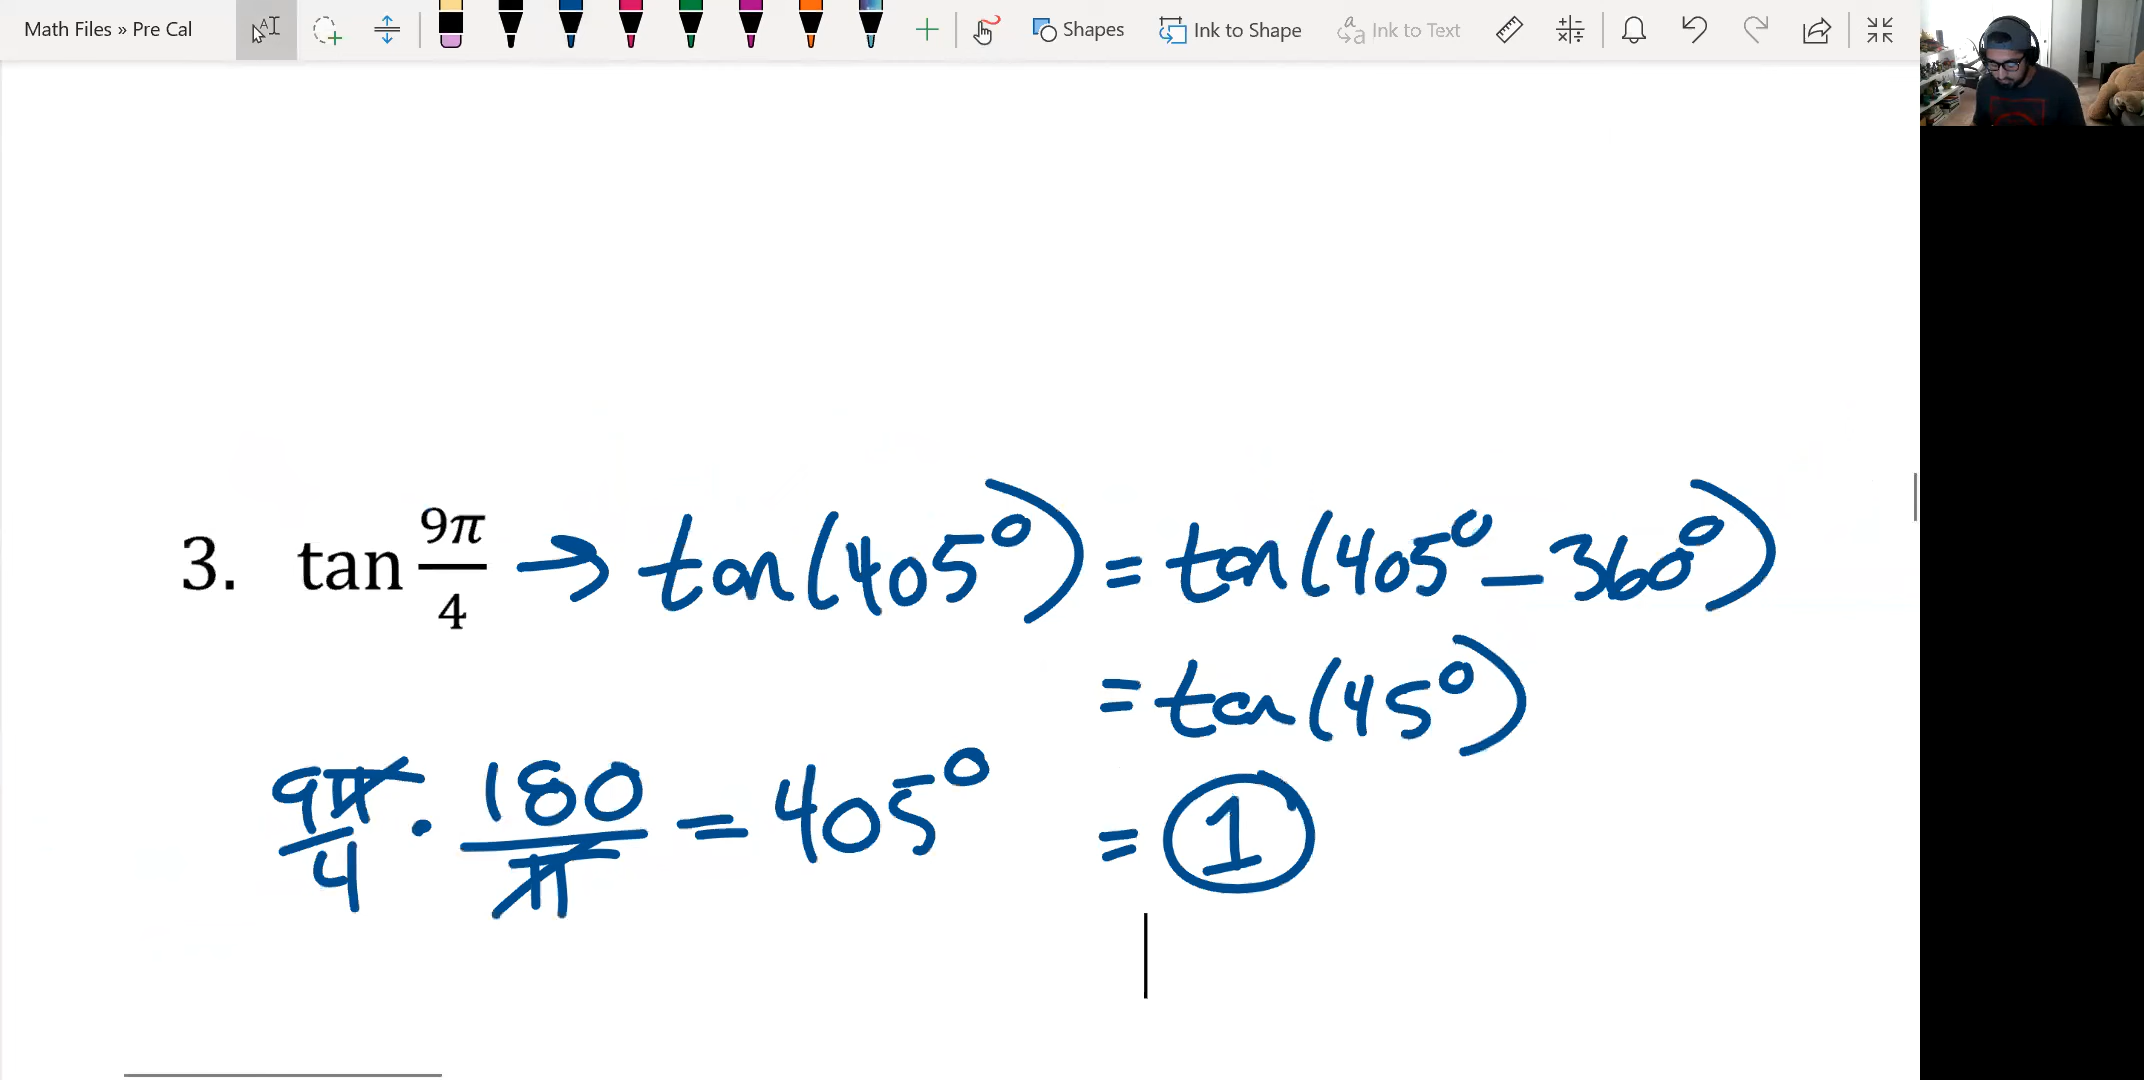 Math Files » Pre Cal
Shapes
Ink to Shape
Ink to Text
3. tan 9π/4 → tan(405°) = tan(405° − 360°)
= tan(45°)
9π/4 · 180/π = 405°
= 1